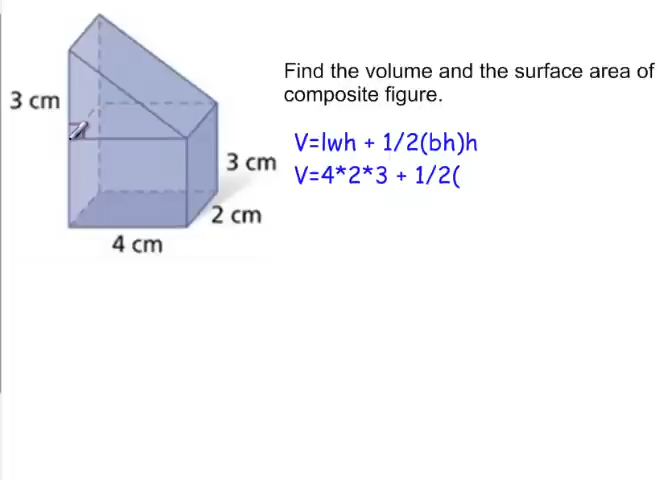 Find the volume and the surface area of
composite figure.
3 cm
V=lwh + 1/2(bh)h
3 cm
V=4*2*3 + 1/2(
2 cm
4 cm